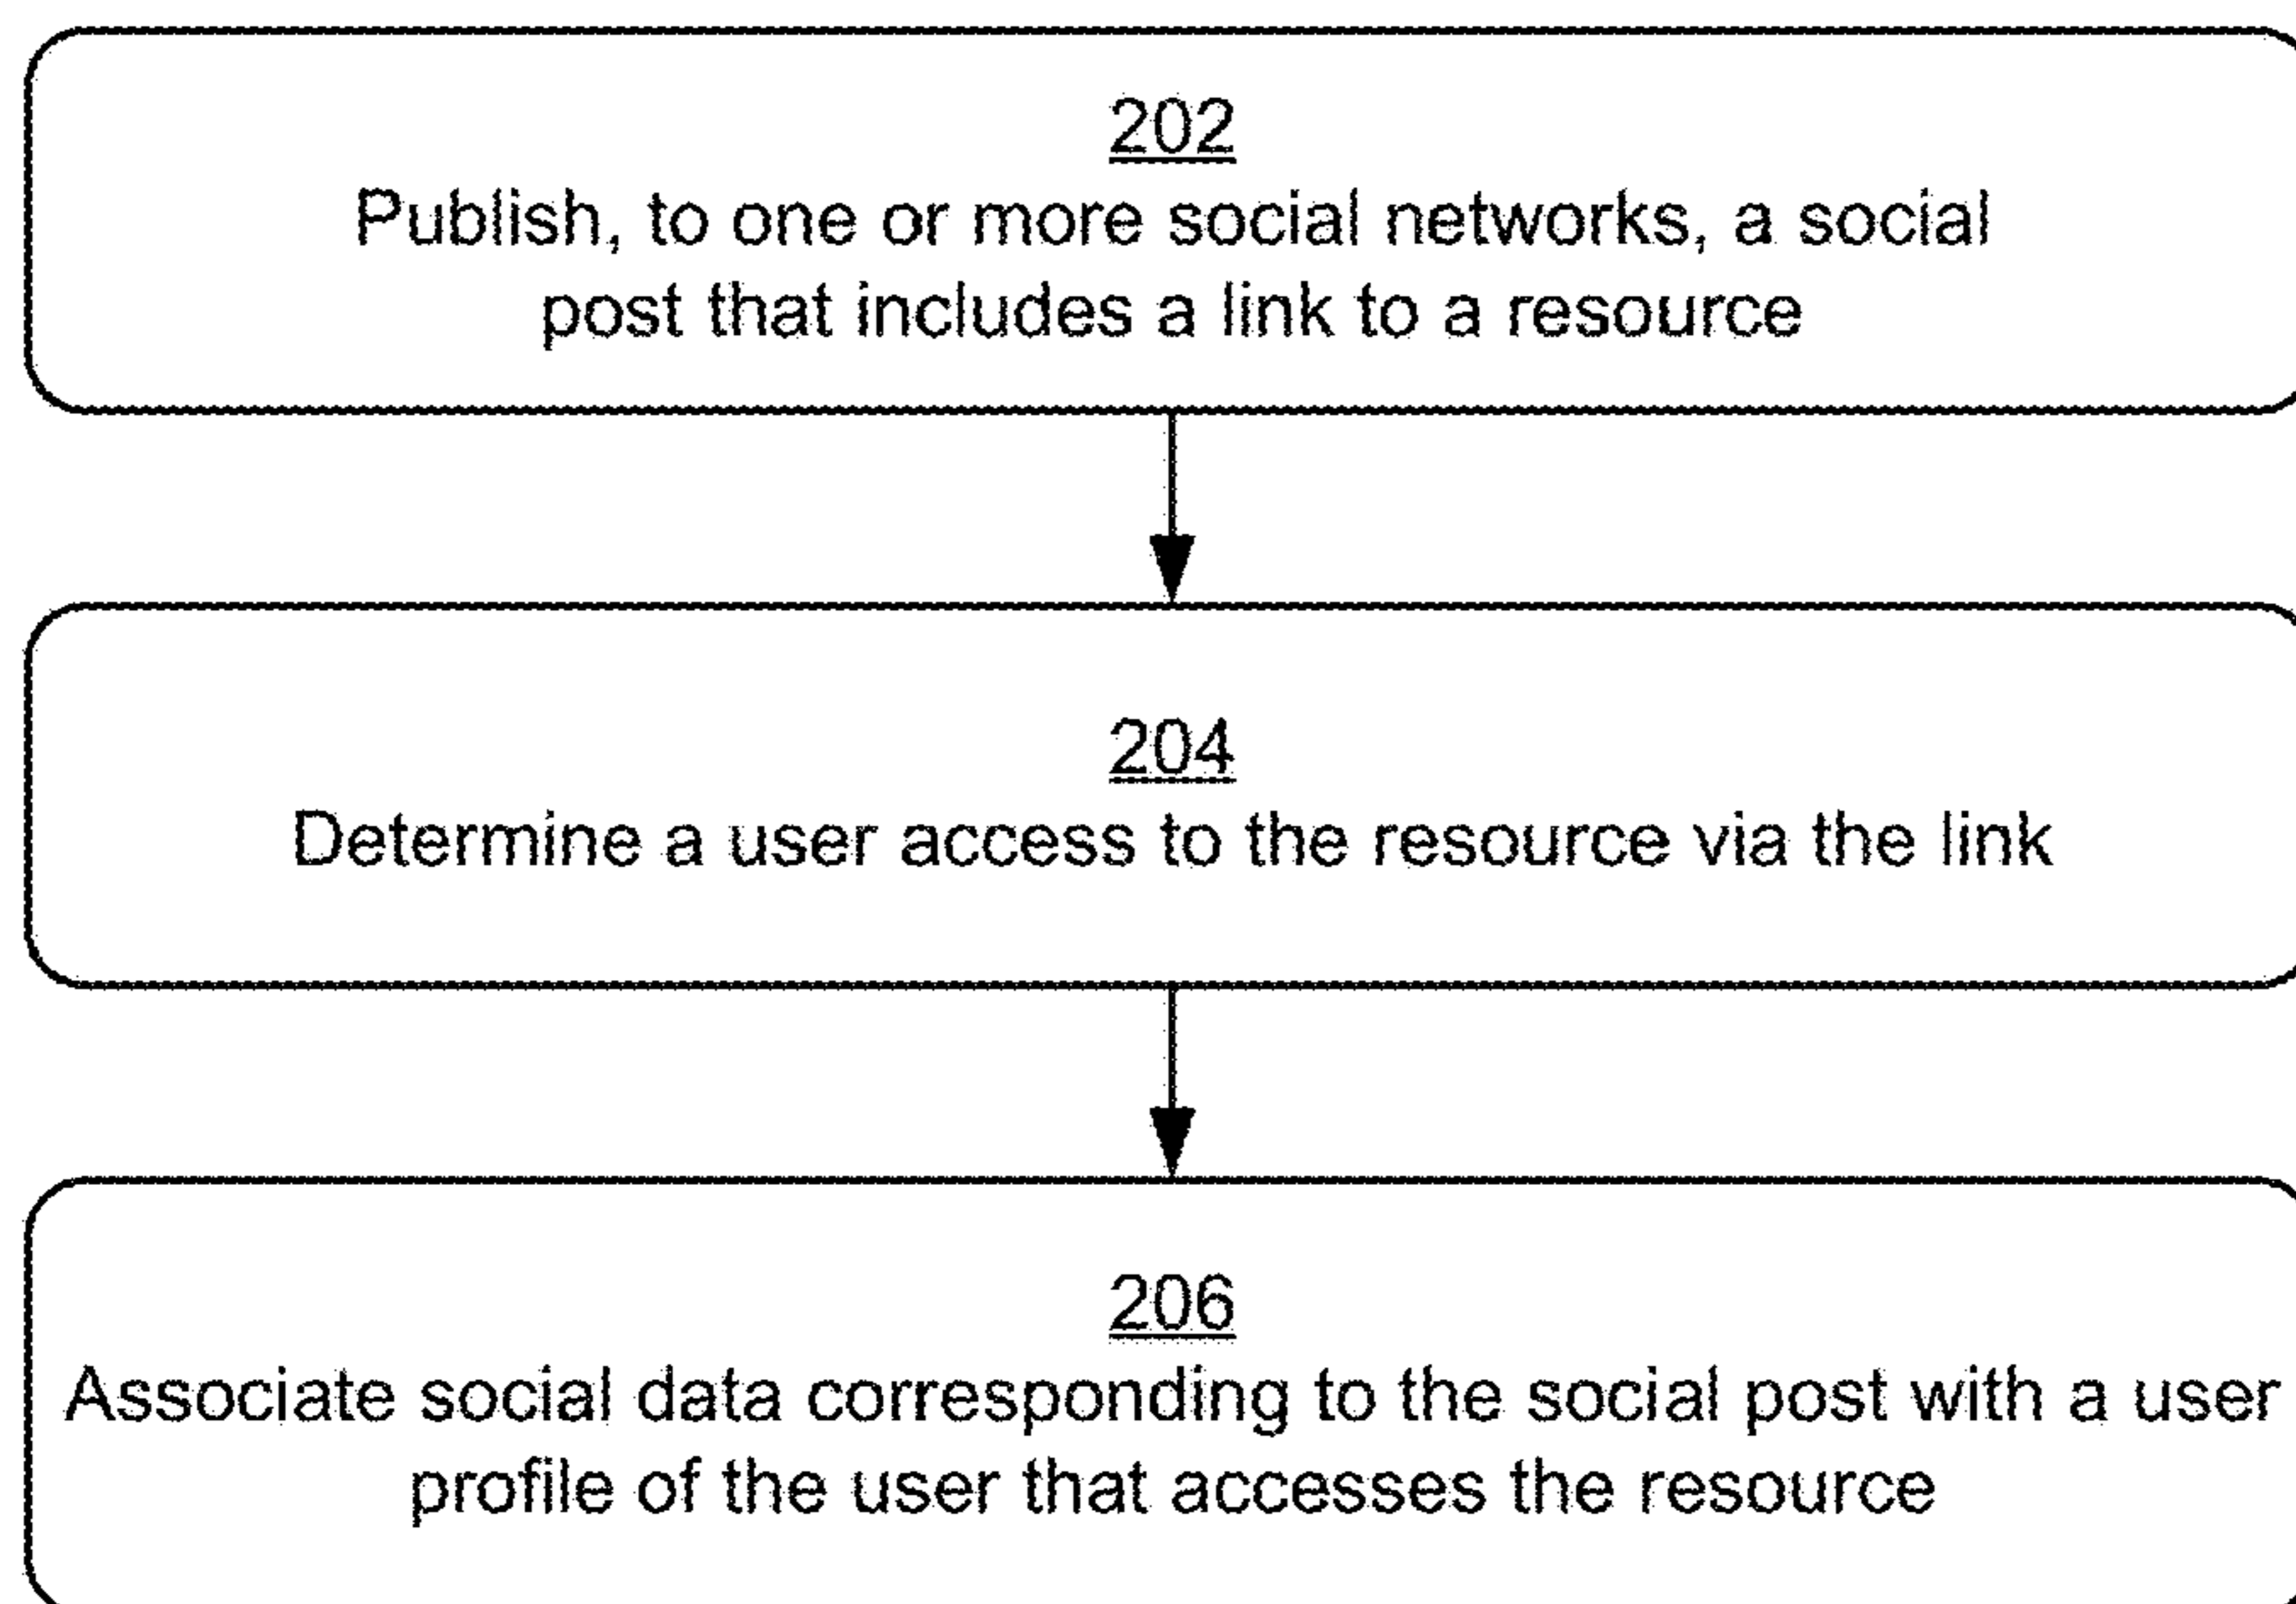 202
Publish, to one or more social networks, a social
post that includes a link to a resource
204
Determine a user access to the resource via the link
206
Associate social data corresponding to the social post with a user
profile of the user that accesses the resource